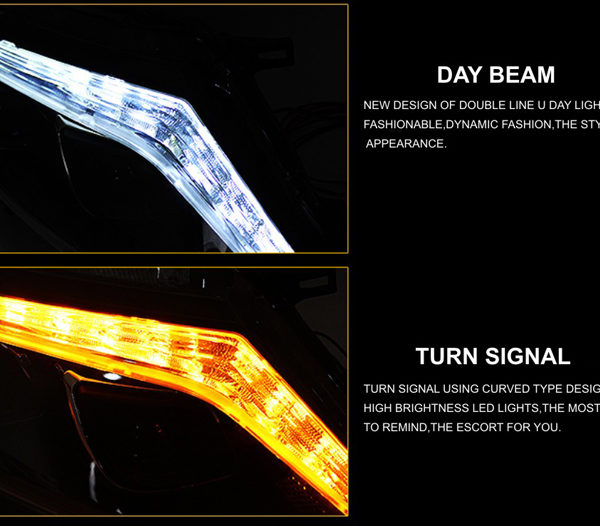 DAY BEAM
NEW DESIGN OF DOUBLE LINE U DAY LIGH
FASHIONABLE,DYNAMIC FASHION,THE STY
APPEARANCE.
TURN SIGNAL
TURN SIGNAL USING CURVED TYPE DESIG
HIGH BRIGHTNESS LED LIGHTS,THE MOST
TO REMIND,THE ESCORT FOR YOU.